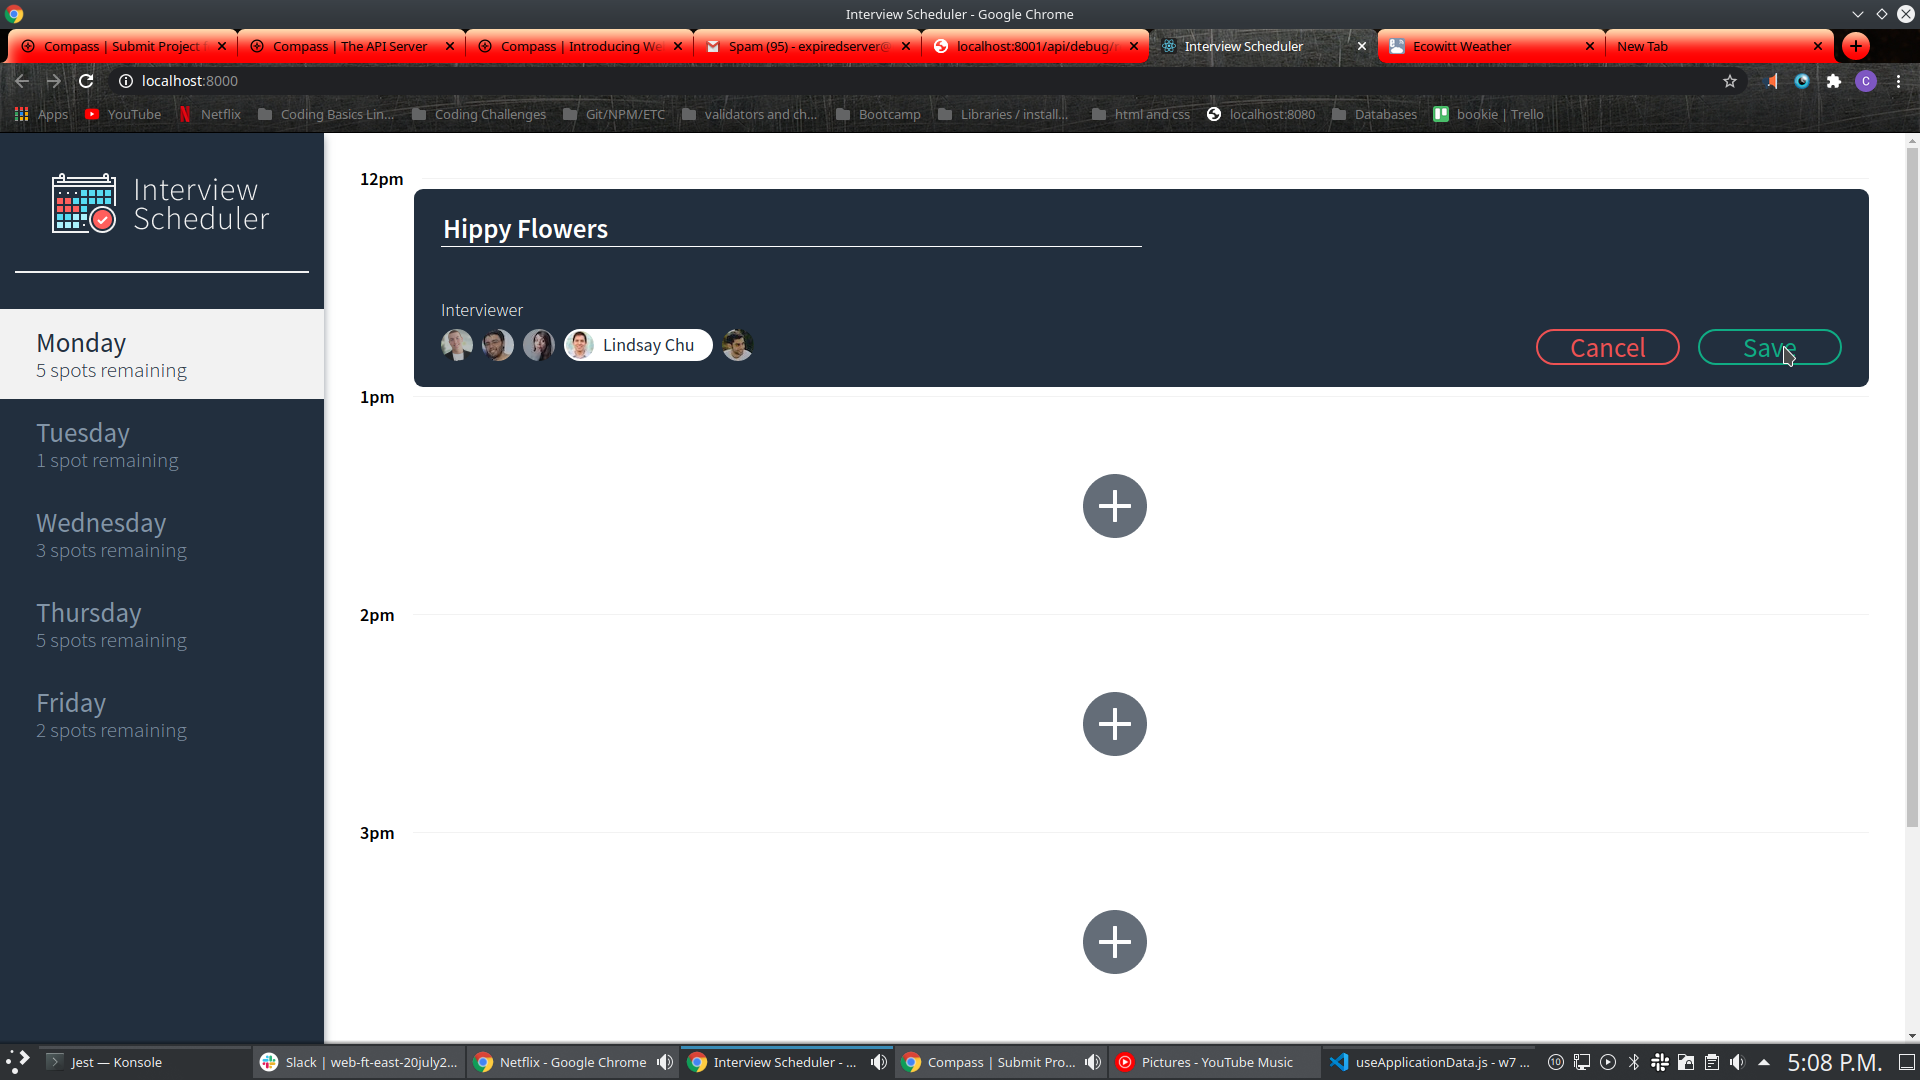 Interview Scheduler - Google Chrome
Compass | Submit Project f
Compass | The API Server
Compass | Introducing We
Spam (95) - expiredserver@
localhost:8001/api/debug/r
Interview Scheduler
Ecowitt Weather
New Tab
localhost:8000
C
Apps
YouTube
Netflix
Coding Basics Lin...
Coding Challenges
Git/NPM/ETC
validators and ch...
Bootcamp
Libraries / install...
html and css
localhost:8080
Databases
bookie | Trello
Interview
Scheduler
Monday
5 spots remaining
Tuesday
1 spot remaining
Wednesday
3 spots remaining
Thursday
5 spots remaining
Friday
2 spots remaining
12pm
Hippy Flowers
Interviewer
Lindsay Chu
Cancel
Save
1pm
2pm
3pm
Jest — Konsole
Slack | web-ft-east-20july2...
Netflix - Google Chrome
Interview Scheduler - ...
Compass | Submit Pro...
Pictures - YouTube Music
useApplicationData.js - w7 ...
10
5:08 P.M.